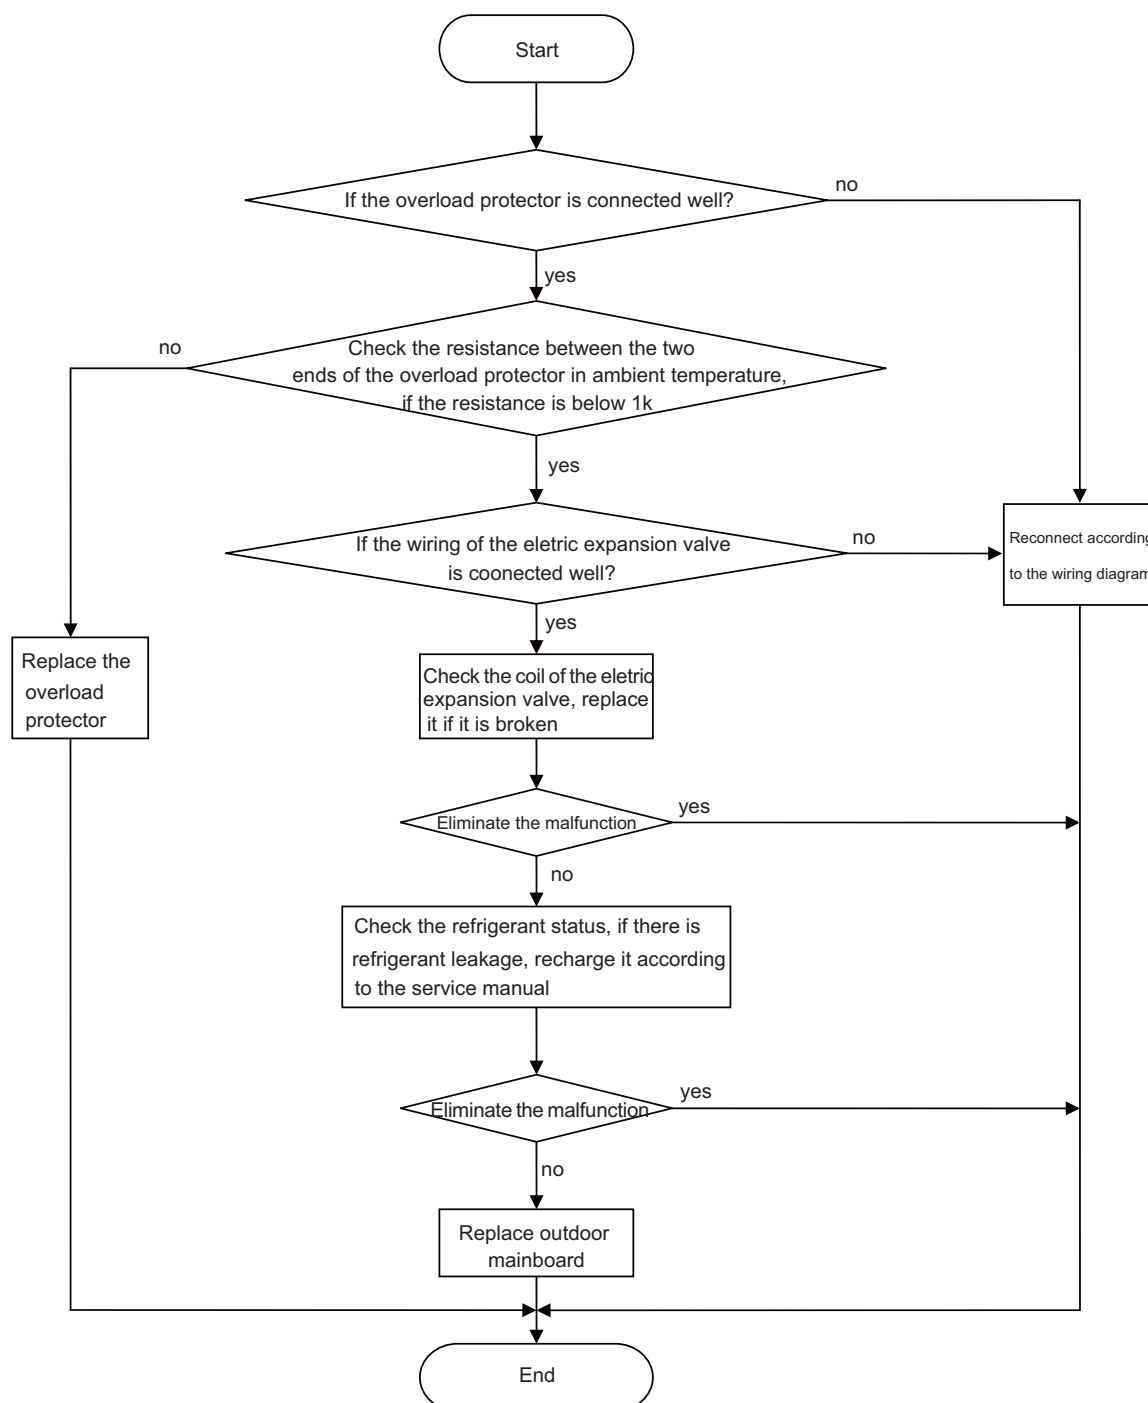 Start
If the overload protector is connected well?
no
yes
no
Check the resistance between the two
ends of the overload protector in ambient temperature,
if the resistance is below 1k
yes
If the wiring of the eletric expansion valve
is coonected well?
no
Reconnect according
to the wiring diagram
yes
Replace the
overload
protector
Check the coil of the eletric
expansion valve, replace
it if it is broken
Eliminate the malfunction
yes
no
Check the refrigerant status, if there is
refrigerant leakage, recharge it according
to the service manual
Eliminate the malfunction
yes
no
Replace outdoor
mainboard
End